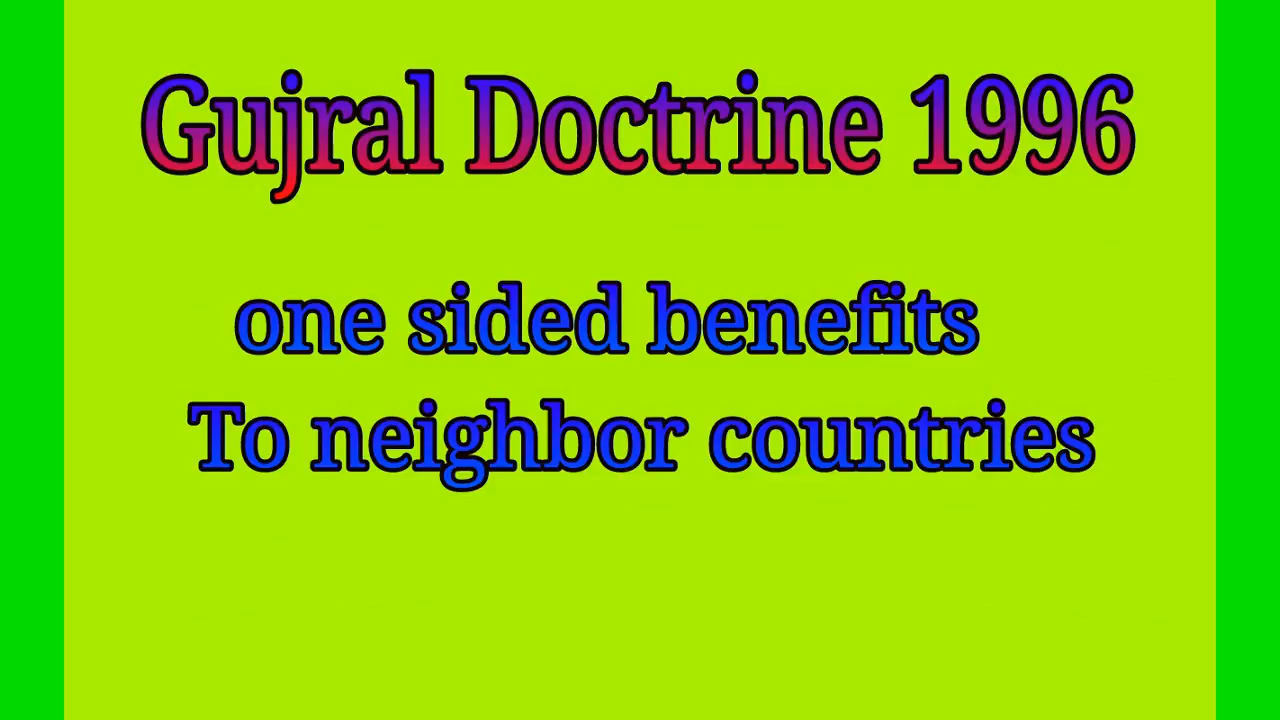 Gujral Doctrine 1996
one sided benefits
To neighbor countries